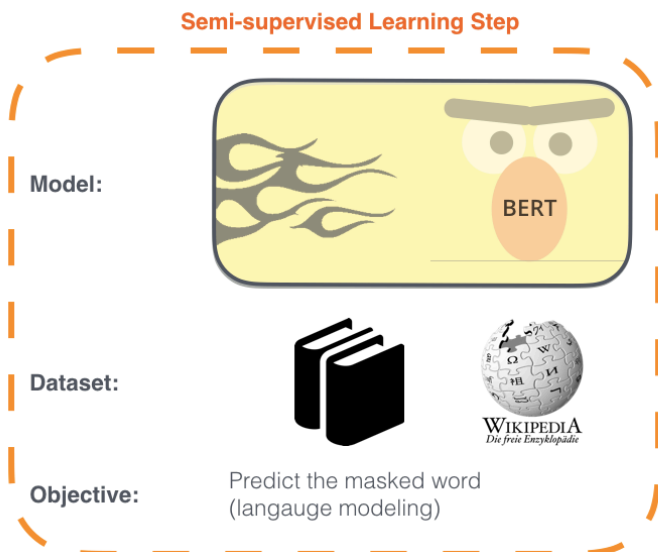 Semi-supervised Learning Step
Model:
BERT
Dataset:
WIKIPEDIA
Die freie Enzyklopädie
Objective:
Predict the masked word
(langauge modeling)